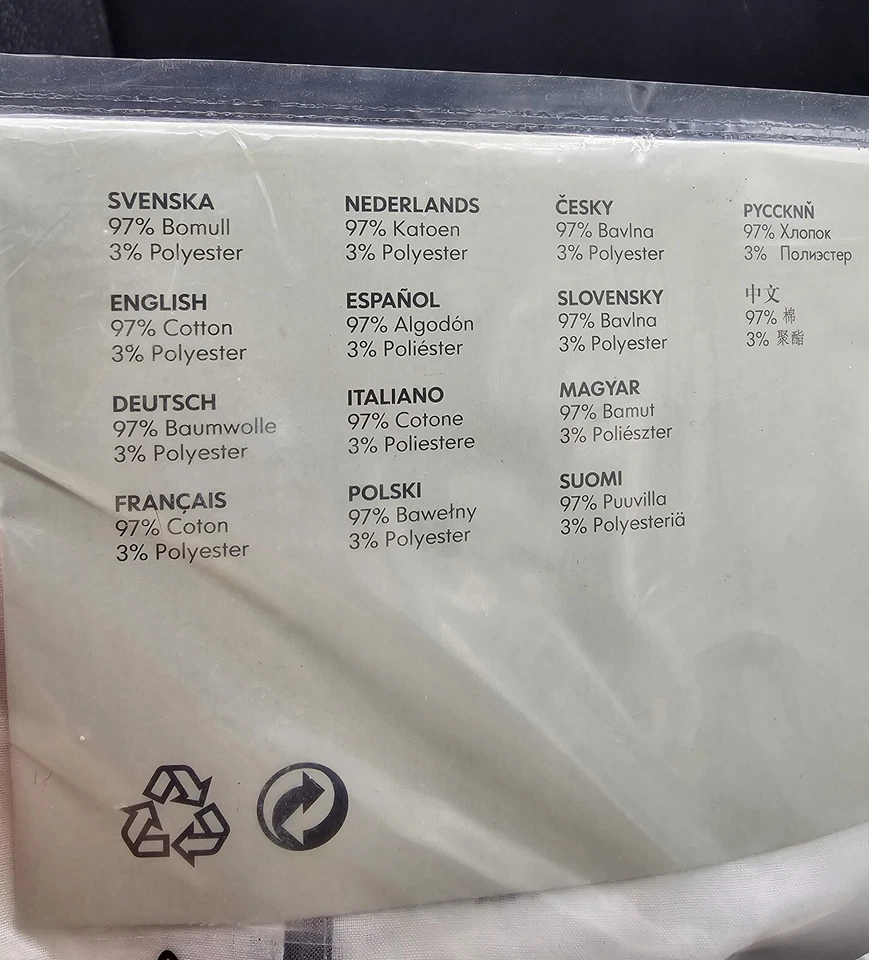 SVENSKA
97% Bomull
3% Polyester
ENGLISH
97% Cotton
3% Polyester
DEUTSCH
97% Baumwolle
3% Polyester
FRANÇAIS
97% Coton
3% Polyester
NEDERLANDS
97% Katoen
3% Polyester
ESPAÑOL
97% Algodón
3% Poliéster
ITALIANO
97% Cotone
3% Poliestere
POLSKI
97% Bawełny
3% Polyester
ČESKY
97% Bavlna
3% Polyester
SLOVENSKY
97% Bavlna
3% Polyester
MAGYAR
97% Bamut
3% Poliészter
SUOMI
97% Puuvilla
3% Polyesteriä
PYCCKNŇ
97% Хлопок
3% Полиэстер
中文
97% 棉
3% 聚酯